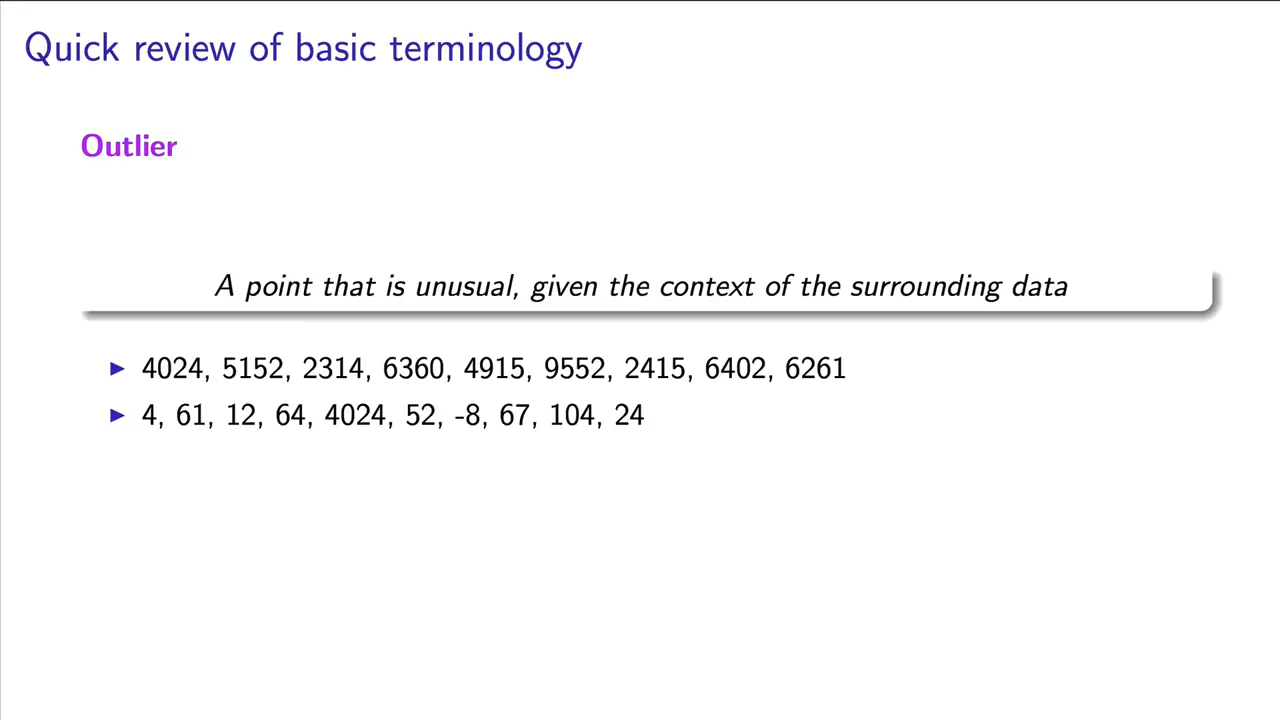 Quick review of basic terminology
Outlier
A point that is unusual, given the context of the surrounding data
4024, 5152, 2314, 6360, 4915, 9552, 2415, 6402, 6261
4, 61, 12, 64, 4024, 52, -8, 67, 104, 24